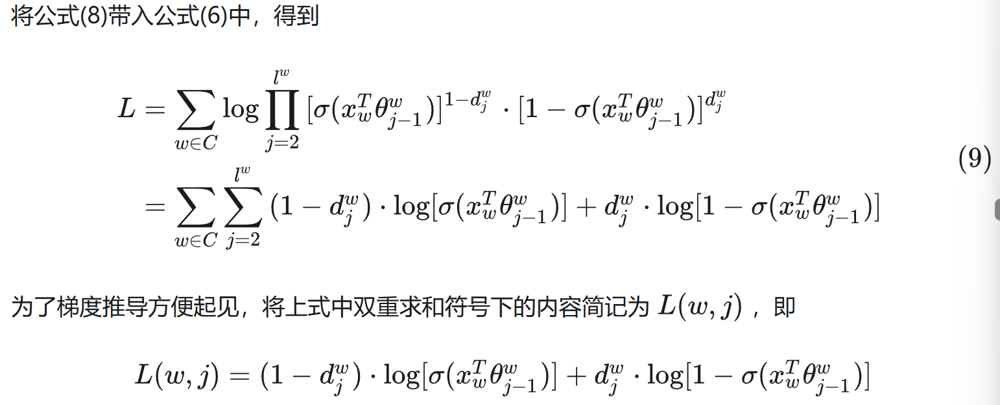 将公式(8)带入公式(6)中，得到
L = \sum_{w \in C} \log \prod_{j=2}^{l^w} [\sigma(x_w^T \theta_{j-1}^w)]^{1-d_j^w} \cdot [1 - \sigma(x_w^T \theta_{j-1}^w)]^{d_j^w}
= \sum_{w \in C} \sum_{j=2}^{l^w} (1 - d_j^w) \cdot \log[\sigma(x_w^T \theta_{j-1}^w)] + d_j^w \cdot \log[1 - \sigma(x_w^T \theta_{j-1}^w)]
(9)
为了梯度推导方便起见，将上式中双重求和符号下的内容简记为 L(w, j) ，即
L(w, j) = (1 - d_j^w) \cdot \log[\sigma(x_w^T \theta_{j-1}^w)] + d_j^w \cdot \log[1 - \sigma(x_w^T \theta_{j-1}^w)]